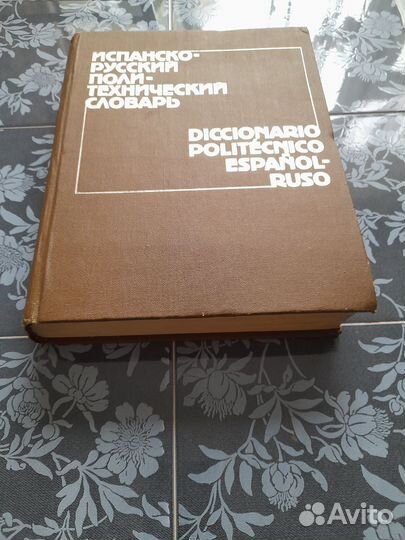 ИСПАНСКО-
РУССКИЙ
ПОЛИ-
ТЕХНИЧЕСКИЙ
СЛОВАРЬ
DICCIONARIO
POLITÉCNICO
ESPAÑOL-
RUSO
Avito